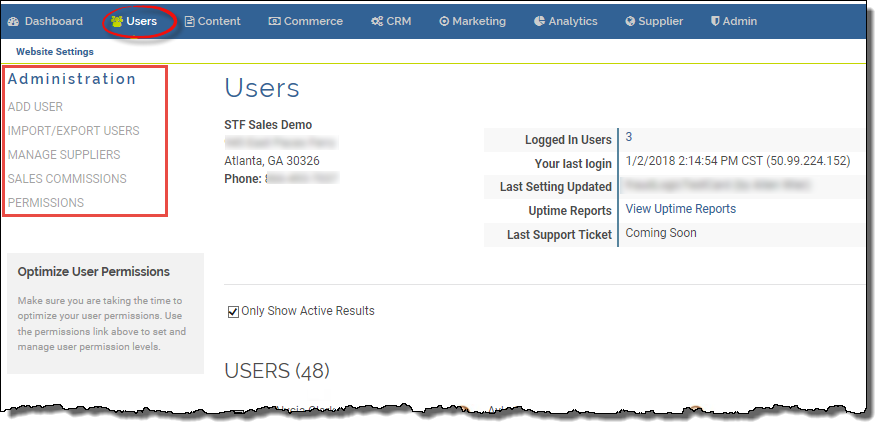 Dashboard Users Content Commerce CRM Marketing Analytics Supplier Admin
Website Settings
Administration
ADD USER
IMPORT/EXPORT USERS
MANAGE SUPPLIERS
SALES COMMISSIONS
PERMISSIONS
Optimize User Permissions
Make sure you are taking the time to
optimize your user permissions. Use
the permissions link above to set and
manage user permission levels.
Users
STF Sales Demo
Atlanta, GA 30326
Phone:
Logged In Users 3
Your last login 1/2/2018 2:14:54 PM CST (50.99.224.152)
Last Setting Updated
Uptime Reports View Uptime Reports
Last Support Ticket Coming Soon
Only Show Active Results
USERS (48)